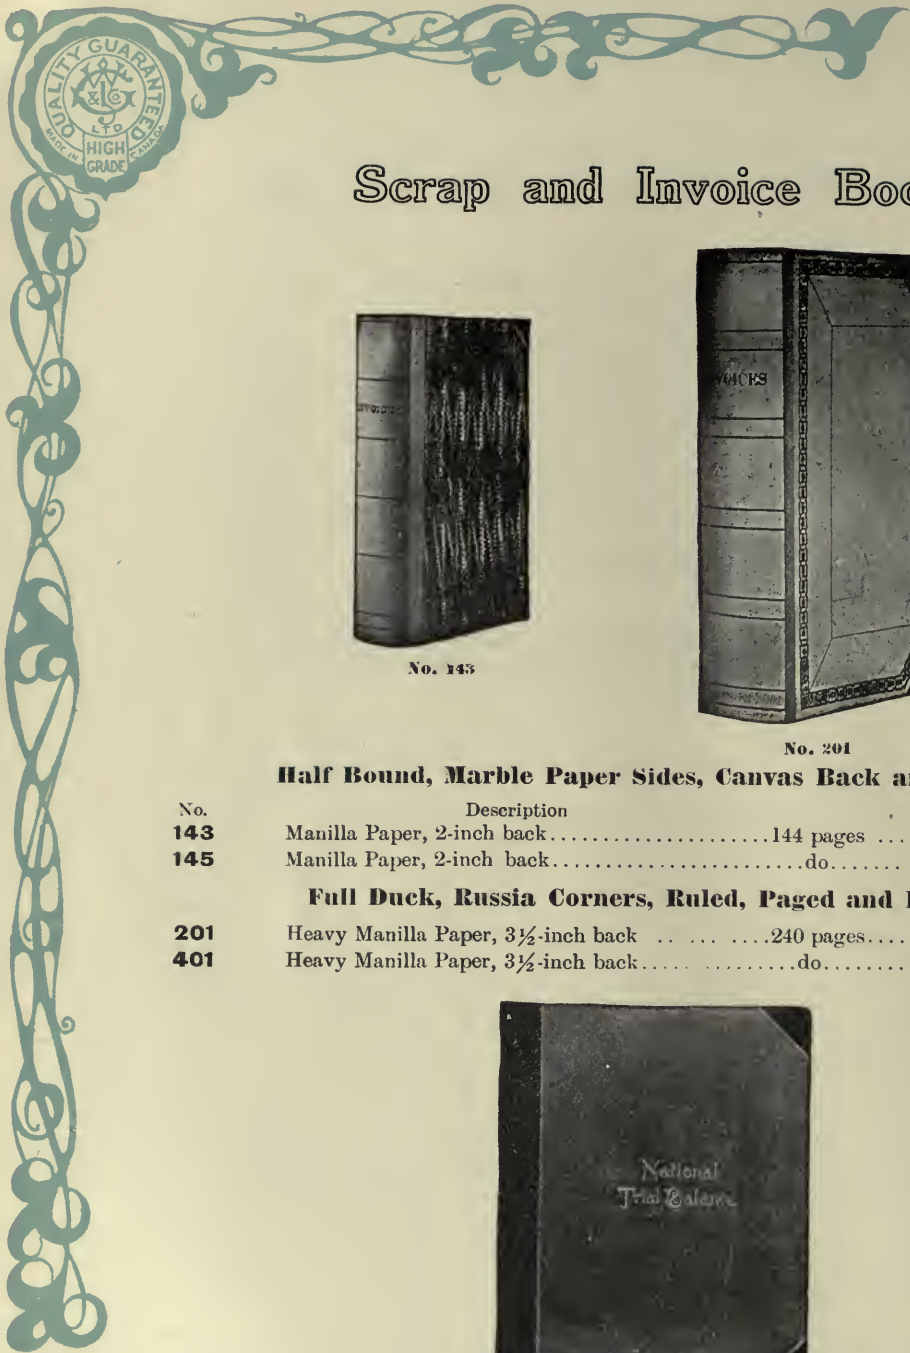 QUALITY GUARANTEED
& Co
LTD
HIGH
GRADE
MADE IN CANADA
Scrap and Invoice Boo
VOICES
No. 143
No. 201
Half Bound, Marble Paper Sides, Canvas Back a
No. Description
143 Manilla Paper, 2-inch back...................144 pages ...
145 Manilla Paper, 2-inch back........................do.......
Full Duck, Russia Corners, Ruled, Paged and
201 Heavy Manilla Paper, 3½-inch back .. ... .....240 pages....
401 Heavy Manilla Paper, 3½-inch back.... ...............do........
National
Trial Balance